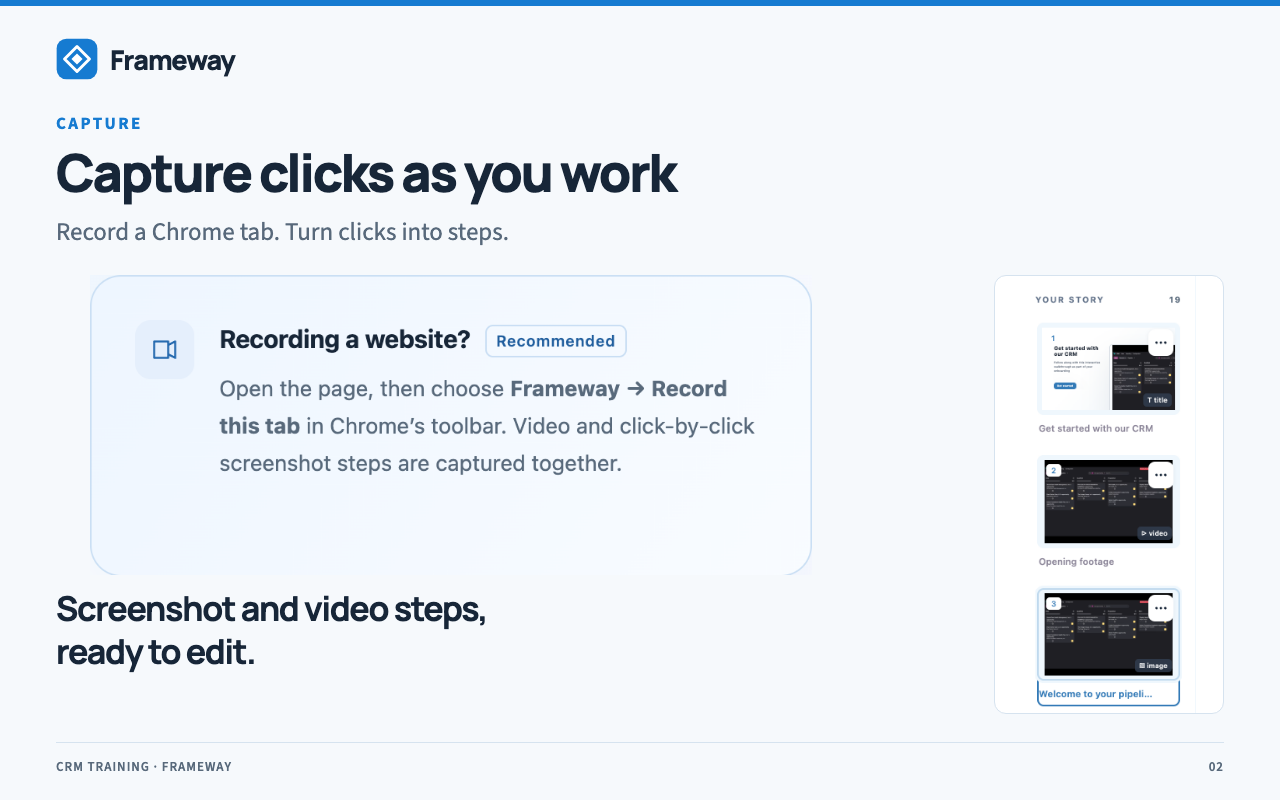 Frameway
CAPTURE
Capture clicks as you work
Record a Chrome tab. Turn clicks into steps.
Recording a website? Recommended
Open the page, then choose Frameway → Record
this tab in Chrome’s toolbar. Video and click-by-click
screenshot steps are captured together.
Screenshot and video steps,
ready to edit.
YOUR STORY 19
1
Get started with
our CRM
T title
Get started with our CRM
2
video
Opening footage
3
image
Welcome to your pipeli...
CRM TRAINING · FRAMEWAY 02